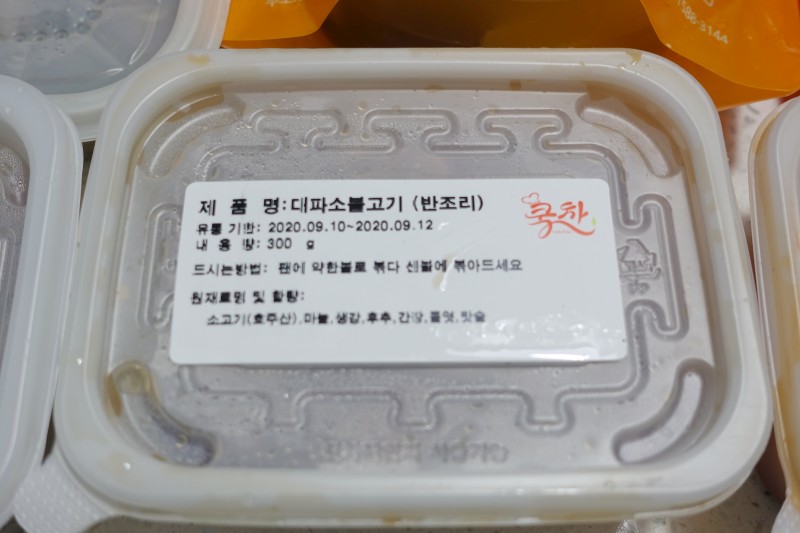 1588-3144
제 품 명:대파소불고기 (반조리)
쿡찬
유통 기한: 2020.09.10~2020.09.12
내 용 량: 300 g
드시는방법: 팬에 약한불로 볶다 센불에 볶아드세요
원재료명 및 함량:
소고기(호주산),마늘,생강,후추,간장,물엿,맛술